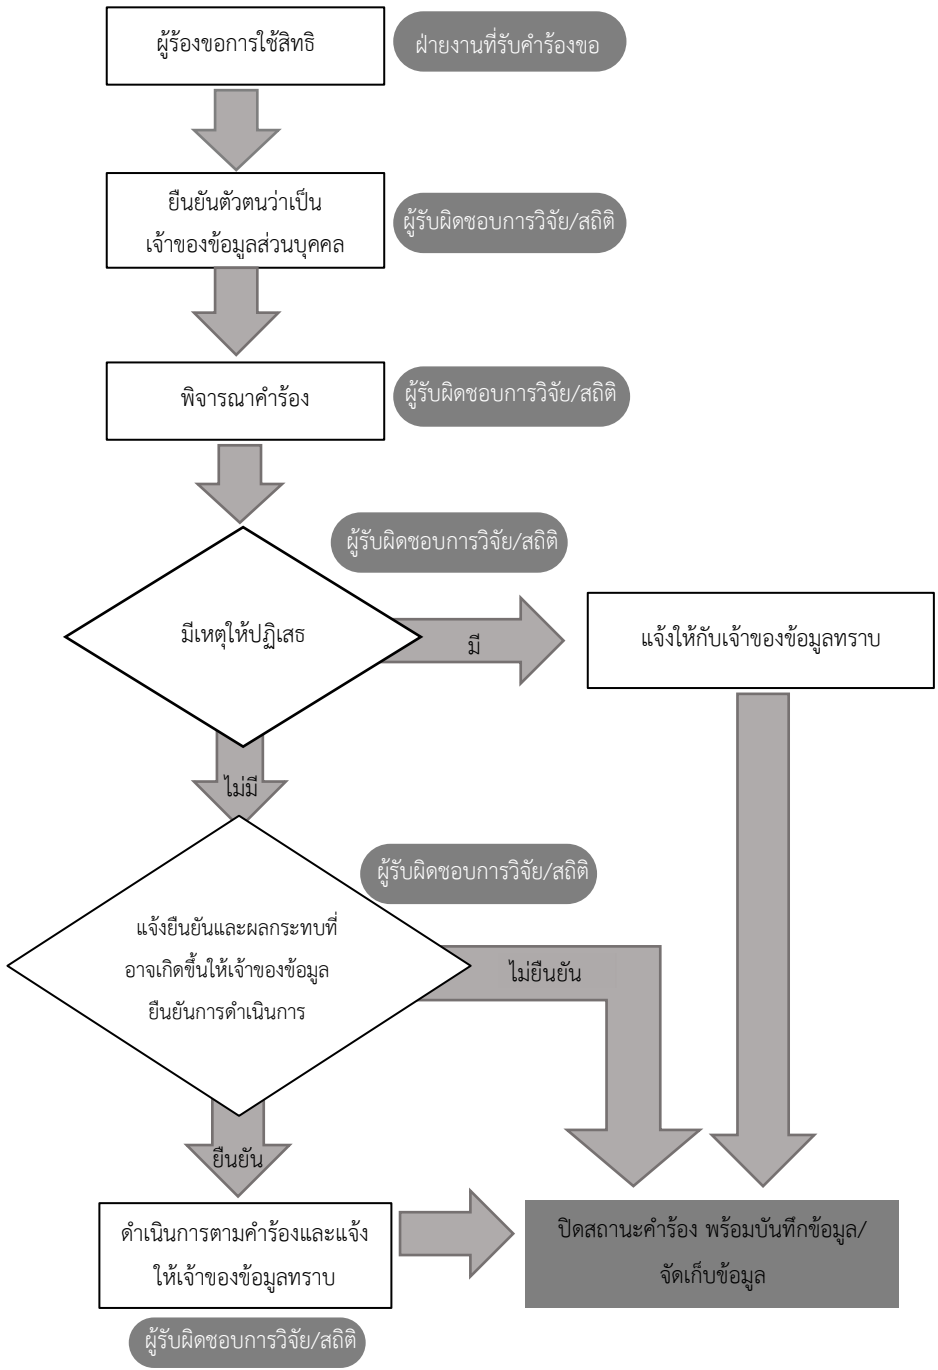 ผู้ร้องขอการใช้สิทธิ
ฝ่ายงานที่รับคำร้องขอ
ยืนยันตัวตนว่าเป็น
เจ้าของข้อมูลส่วนบุคคล
ผู้รับผิดชอบการวิจัย/สถิติ
พิจารณาคำร้อง
ผู้รับผิดชอบการวิจัย/สถิติ
ผู้รับผิดชอบการวิจัย/สถิติ
มีเหตุให้ปฏิเสธ
มี
แจ้งให้กับเจ้าของข้อมูลทราบ
ไม่มี
ผู้รับผิดชอบการวิจัย/สถิติ
แจ้งยืนยันและผลกระทบที่
อาจเกิดขึ้นให้เจ้าของข้อมูล
ยืนยันการดำเนินการ
ไม่ยืนยัน
ยืนยัน
ดำเนินการตามคำร้องและแจ้ง
ให้เจ้าของข้อมูลทราบ
ปิดสถานะคำร้อง พร้อมบันทึกข้อมูล/
จัดเก็บข้อมูล
ผู้รับผิดชอบการวิจัย/สถิติ